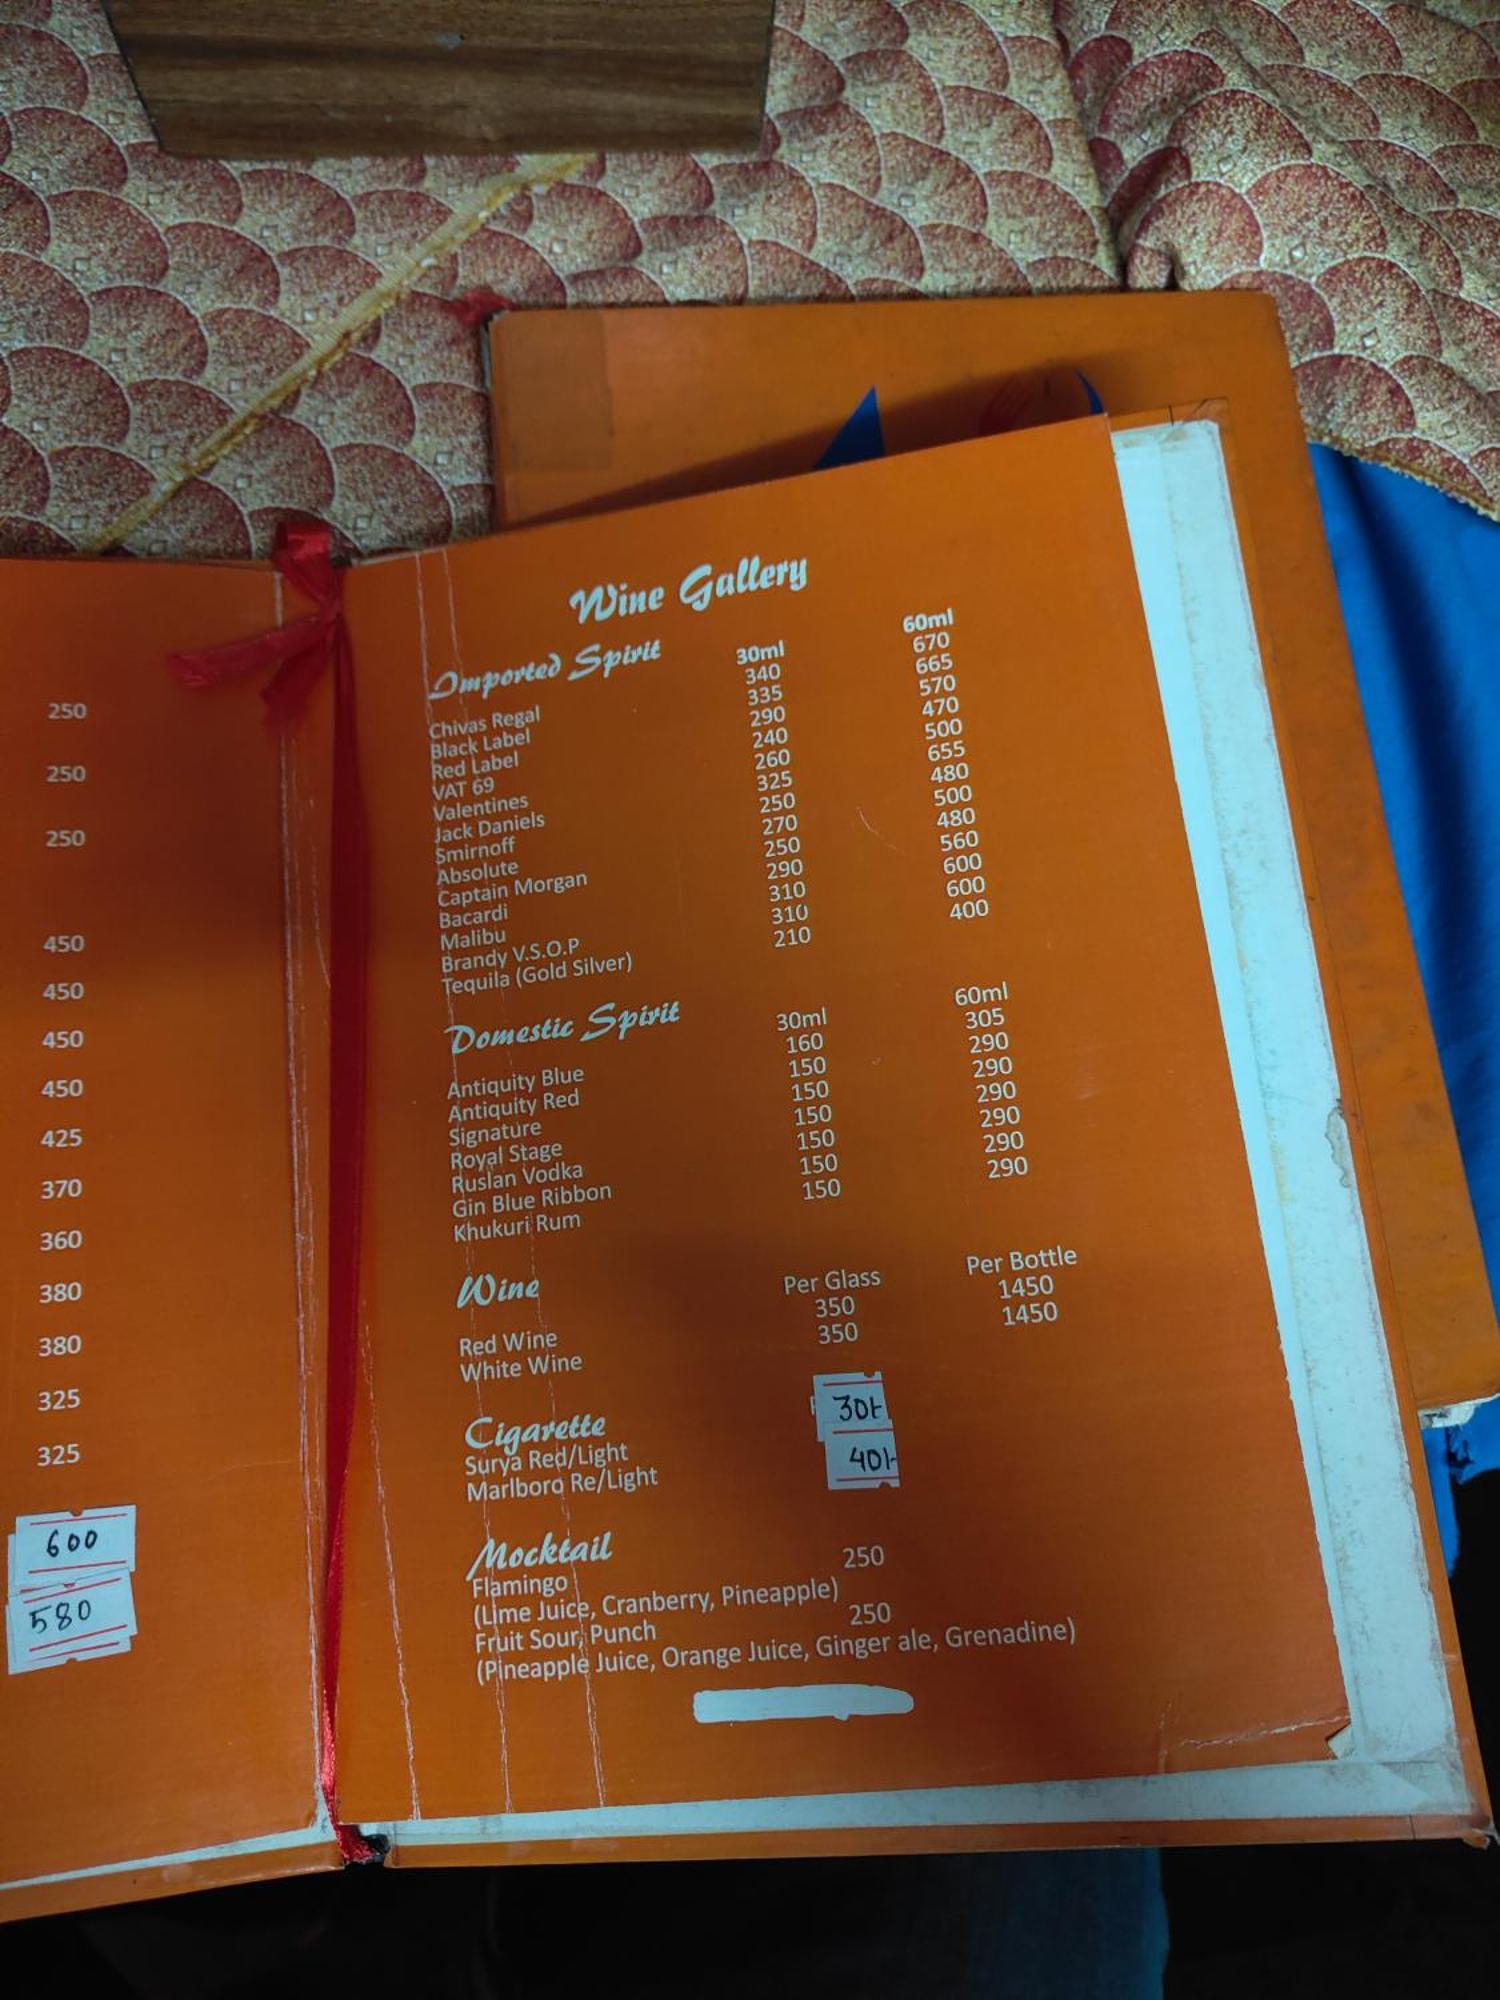 250
250
250
450
450
450
450
425
370
360
380
380
325
325
600
580
Wine Gallery
Imported Spirit 30ml 60ml
Chivas Regal 340 670
Black Label 335 665
Red Label 290 570
VAT 69 240 470
Valentines 260 500
Jack Daniels 325 655
Smirnoff 250 480
Absolute 270 500
Captain Morgan 250 480
Bacardi 290 560
Malibu 310 600
Brandy V.S.O.P 310 600
Tequila (Gold Silver) 210 400
Domestic Spirit 30ml 60ml
Antiquity Blue 160 305
Antiquity Red 150 290
Signature 150 290
Royal Stage 150 290
Ruslan Vodka 150 290
Gin Blue Ribbon 150 290
Khukuri Rum 150 290
Wine Per Glass Per Bottle
Red Wine 350 1450
White Wine 350 1450
Cigarette
Surya Red/Light 30/-
Marlboro Re/Light 40/-
Mocktail
Flamingo 250
(Lime Juice, Cranberry, Pineapple)
Fruit Sour, Punch 250
(Pineapple Juice, Orange Juice, Ginger ale, Grenadine)